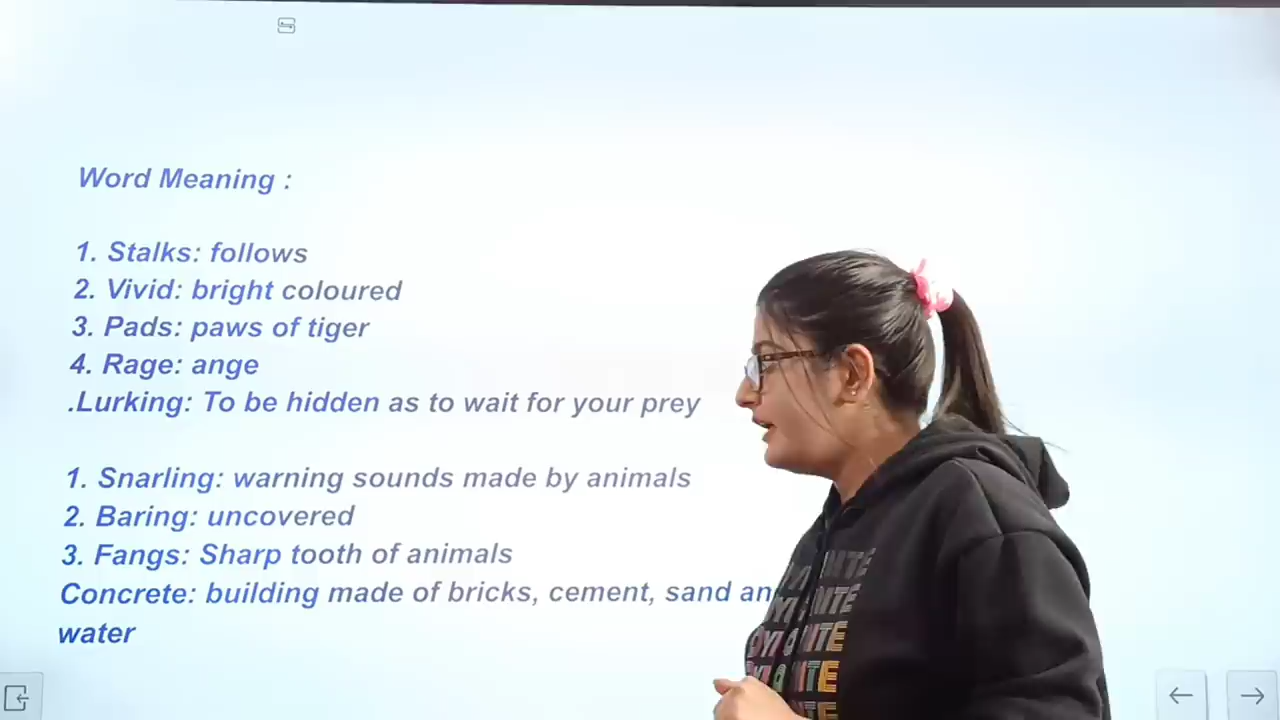 Word Meaning :
1. Stalks: follows
2. Vivid: bright coloured
3. Pads: paws of tiger
4. Rage: ange
.Lurking: To be hidden as to wait for your prey
1. Snarling: warning sounds made by animals
2. Baring: uncovered
3. Fangs: Sharp tooth of animals
Concrete: building made of bricks, cement, sand an
water